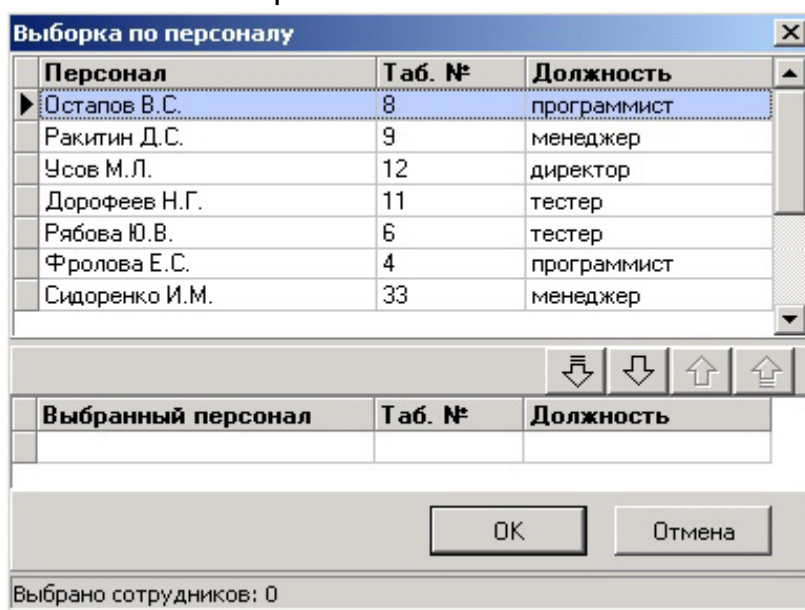 Выборка по персоналу
Персонал Таб. № Должность
Остапов В.С. 8 программист
Ракитин Д.С. 9 менеджер
Усов М.Л. 12 директор
Дорофеев Н.Г. 11 тестер
Рябова Ю.В. 6 тестер
Фролова Е.С. 4 программист
Сидоренко И.М. 33 менеджер
Выбранный персонал Таб. № Должность
OK Отмена
Выбрано сотрудников: 0